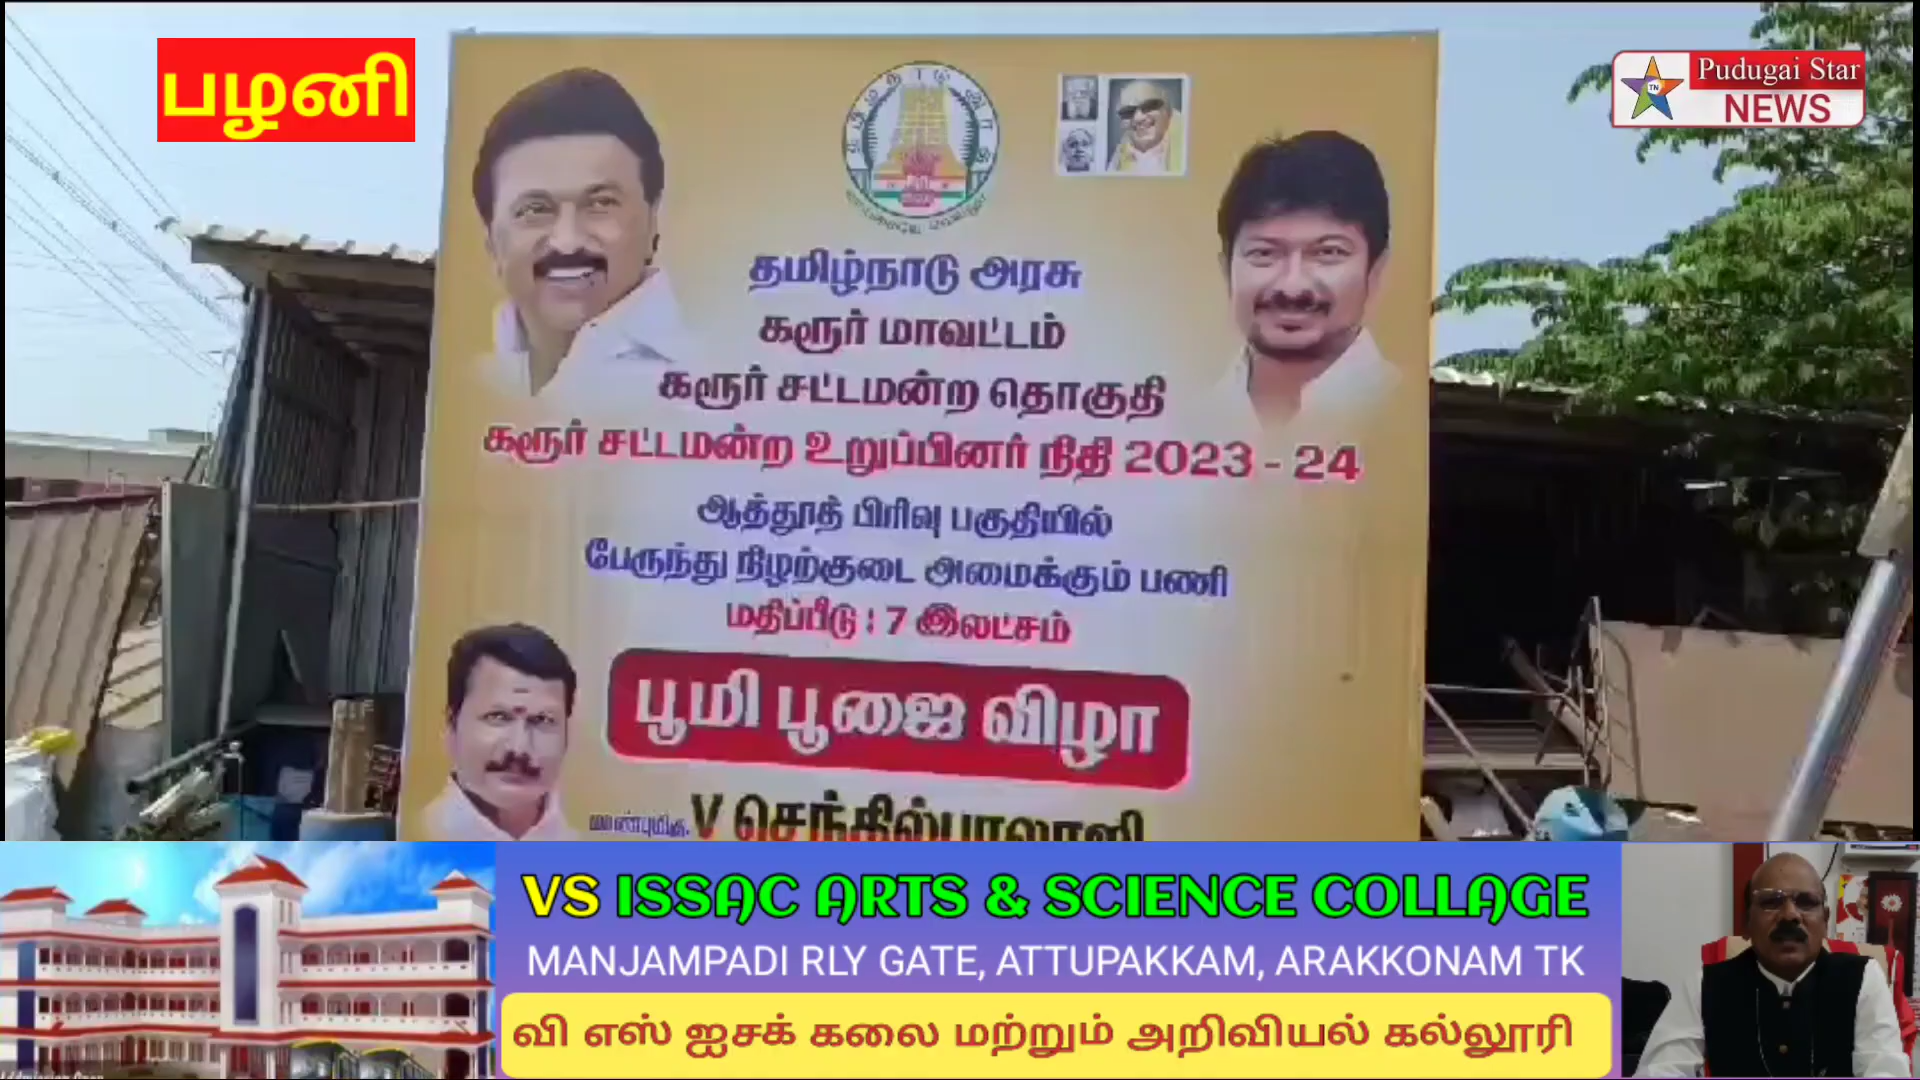 பழனி
Pudugai Star
NEWS
தமிழ்நாடு அரசு
கரூர் மாவட்டம்
கரூர் சட்டமன்ற தொகுதி
கரூர் சட்டமன்ற உறுப்பினர் நிதி 2023 - 24
ஆத்தூத் பிரிவு பகுதியில்
பேருந்து நிழற்குடை அமைக்கும் பணி
மதிப்பீடு : 7 இலட்சம்
பூமி பூஜை விழா
மாண்புமிகு. V செந்தில்பாலாஜி
VS ISSAC ARTS & SCIENCE COLLAGE
MANJAMPADI RLY GATE, ATTUPAKKAM, ARAKKONAM TK
வி எஸ் ஐசக் கலை மற்றும் அறிவியல் கல்லூரி